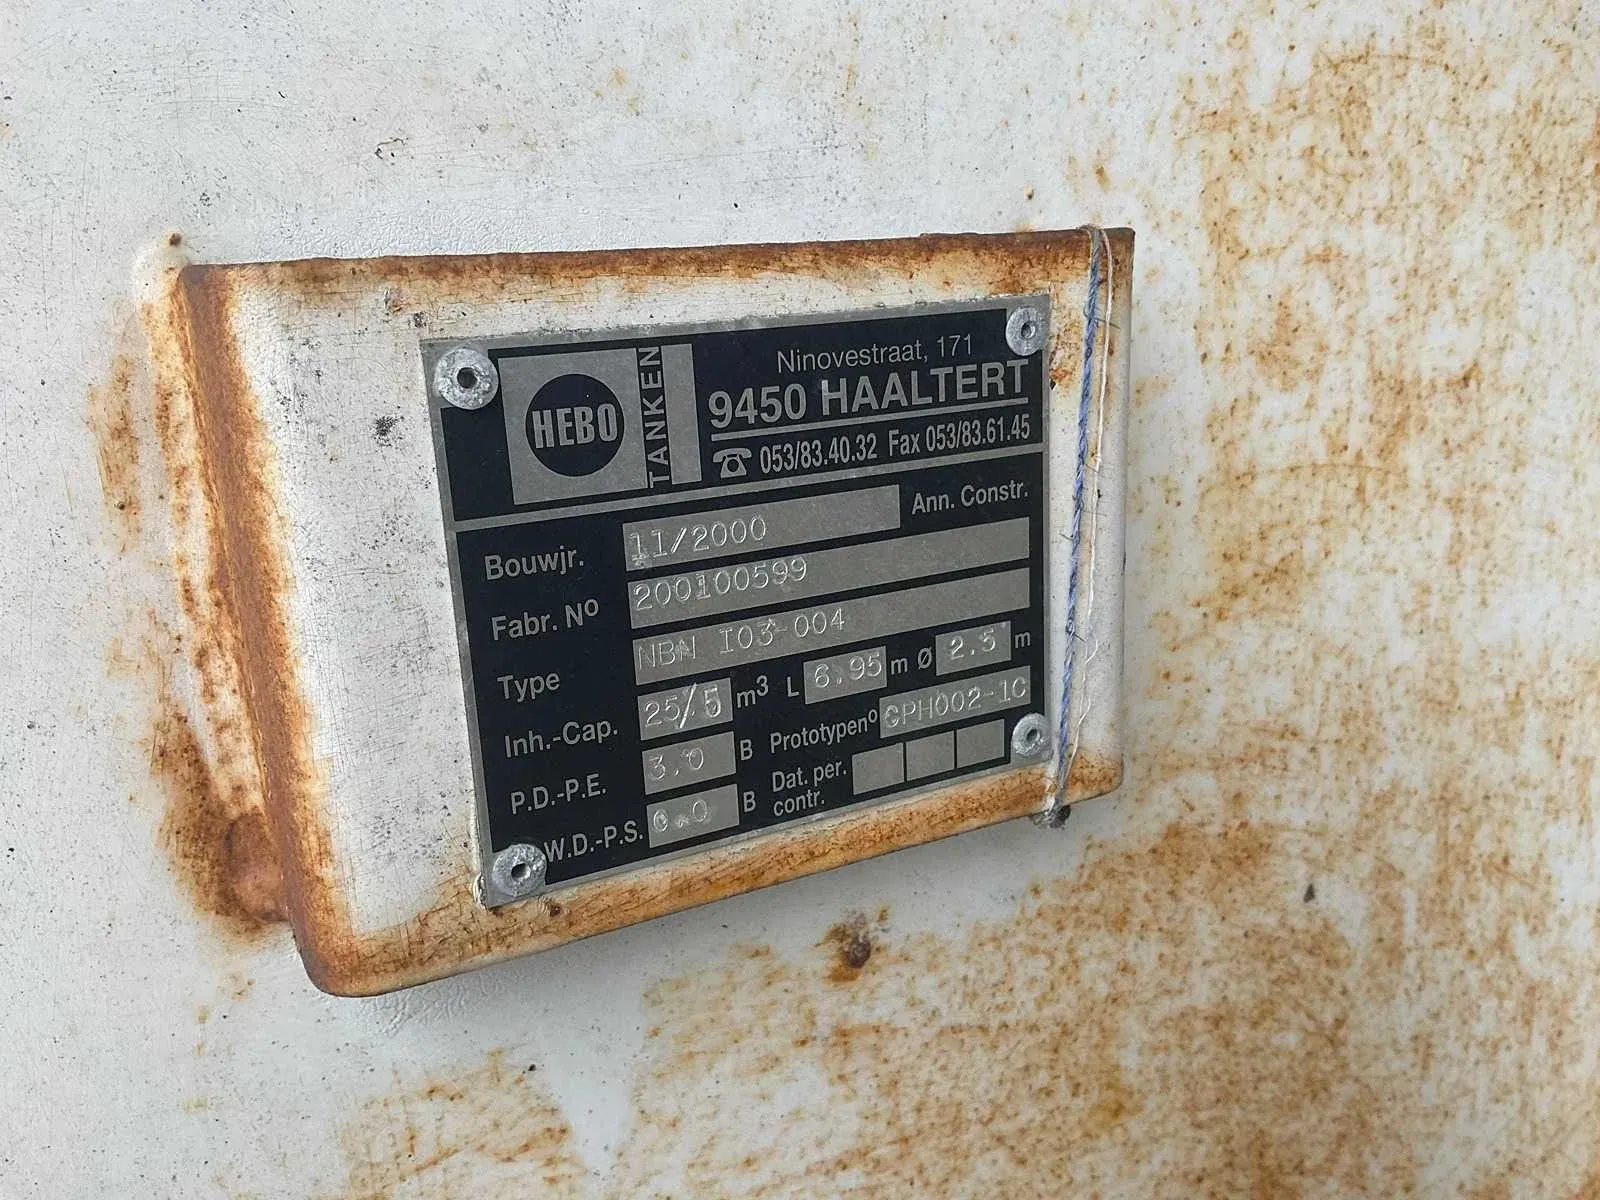 HEBO
TANKEN
Ninovestraat, 171
9450 HAALTERT
☎ 053/83.40.32 Fax 053/83.61.45
Bouwjr. 11/2000 Ann. Constr.
Fabr. Nº 200100599
Type NBN I03-004
Inh.-Cap. 25/5 m³ L 6.95 m Ø 2.5 m
P.D.-P.E. 3.0 B Prototypenº CPH002-1C
W.D.-P.S. 0.0 B Dat. per.
contr.